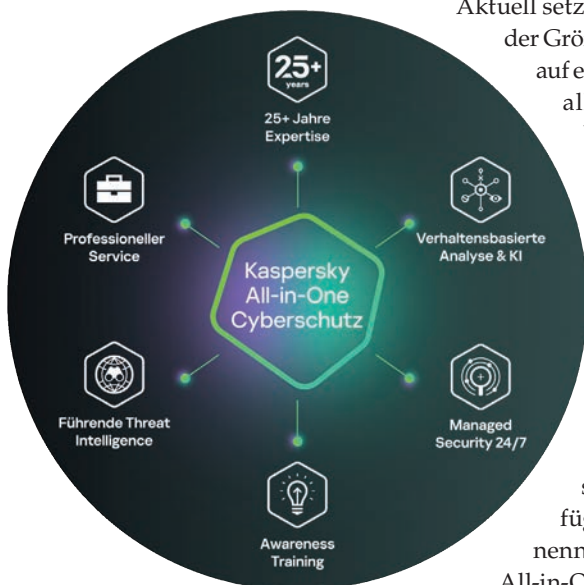 Aktuell setz
der Grö
auf e
al
25+
years
25+ Jahre
Expertise
Professioneller
Service
Verhaltensbasierte
Analyse & KI
Kaspersky
All-in-One
Cyberschutz
Führende Threat
Intelligence
Managed
Security 24/7
Awareness
Training
s
füg
nenn
All-in-O